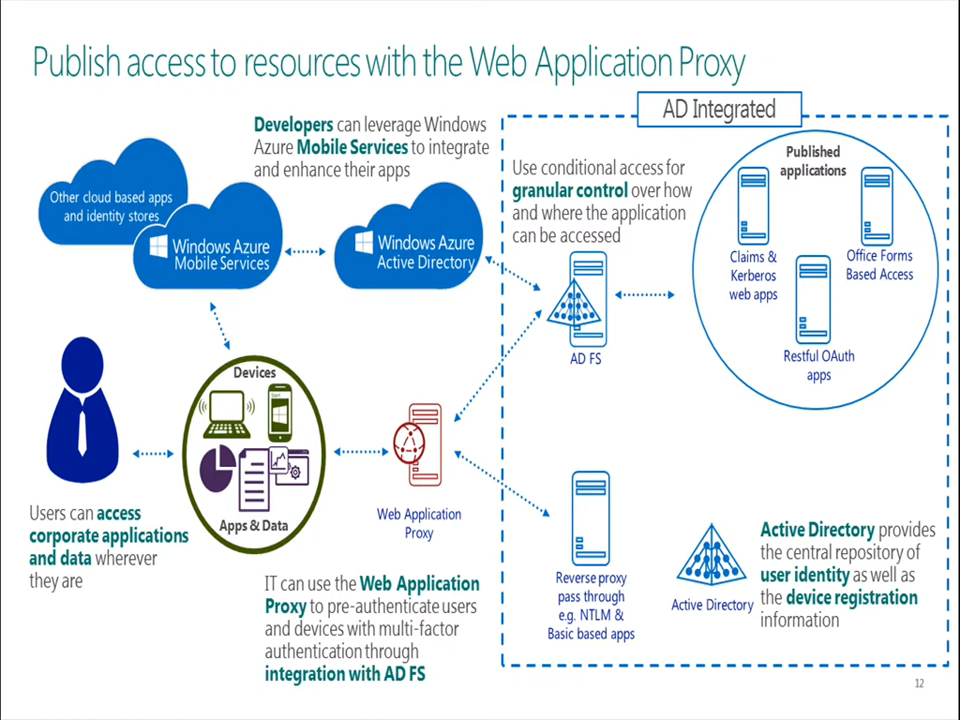 Publish access to resources with the Web Application Proxy
AD Integrated
Developers can leverage Windows
Azure Mobile Services to integrate
and enhance their apps
Other cloud based apps
and identity stores
Windows Azure
Mobile Services
Windows Azure
Active Directory
Use conditional access for
granular control over how
and where the application
can be accessed
AD FS
Published
applications
Claims &
Kerberos
web apps
Office Forms
Based Access
Restful OAuth
apps
Devices
Start
Apps & Data
Users can access
corporate applications
and data wherever
they are
Web Application
Proxy
IT can use the Web Application
Proxy to pre-authenticate users
and devices with multi-factor
authentication through
integration with AD FS
Reverse proxy
pass through
e.g. NTLM &
Basic based apps
Active Directory
Active Directory provides
the central repository of
user identity as well as
the device registration
information
12